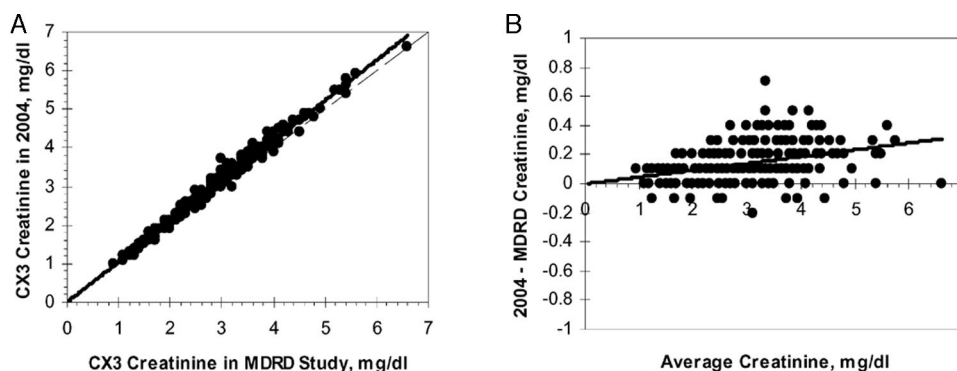 A
CX3 Creatinine in 2004, mg/dl
7
6
5
4
3
2
1
0
0 1 2 3 4 5 6 7
CX3 Creatinine in MDRD Study, mg/dl
B
2004 - MDRD Creatinine, mg/dl
1
0.8
0.6
0.4
0.2
0
-0.2
-0.4
-0.6
-0.8
-1
0 1 2 3 4 5 6
Average Creatinine, mg/dl